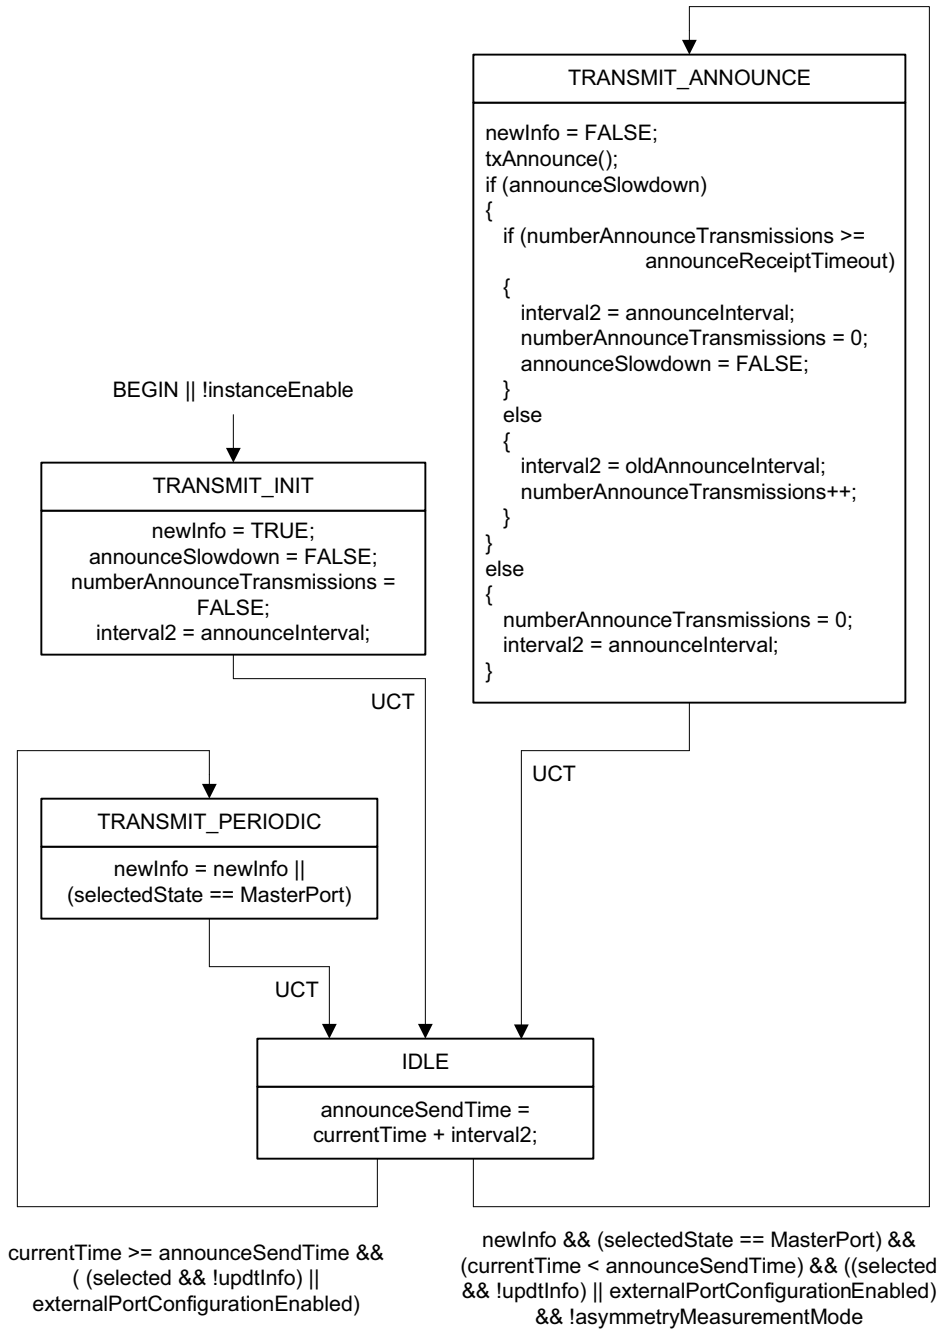 TRANSMIT_ANNOUNCE
newInfo = FALSE;
txAnnounce();
if (announceSlowdown)
{
if (numberAnnounceTransmissions >=
announceReceiptTimeout)
{
interval2 = announceInterval;
numberAnnounceTransmissions = 0;
announceSlowdown = FALSE;
}
else
{
interval2 = oldAnnounceInterval;
numberAnnounceTransmissions++;
}
}
else
{
numberAnnounceTransmissions = 0;
interval2 = announceInterval;
}
BEGIN || !instanceEnable
TRANSMIT_INIT
newInfo = TRUE;
announceSlowdown = FALSE;
numberAnnounceTransmissions =
FALSE;
interval2 = announceInterval;
UCT
UCT
TRANSMIT_PERIODIC
newInfo = newInfo ||
(selectedState == MasterPort)
UCT
IDLE
announceSendTime =
currentTime + interval2;
currentTime >= announceSendTime &&
( (selected && !updtInfo) ||
externalPortConfigurationEnabled)
newInfo && (selectedState == MasterPort) &&
(currentTime < announceSendTime) && ((selected
&& !updtInfo) || externalPortConfigurationEnabled)
&& !asymmetryMeasurementMode